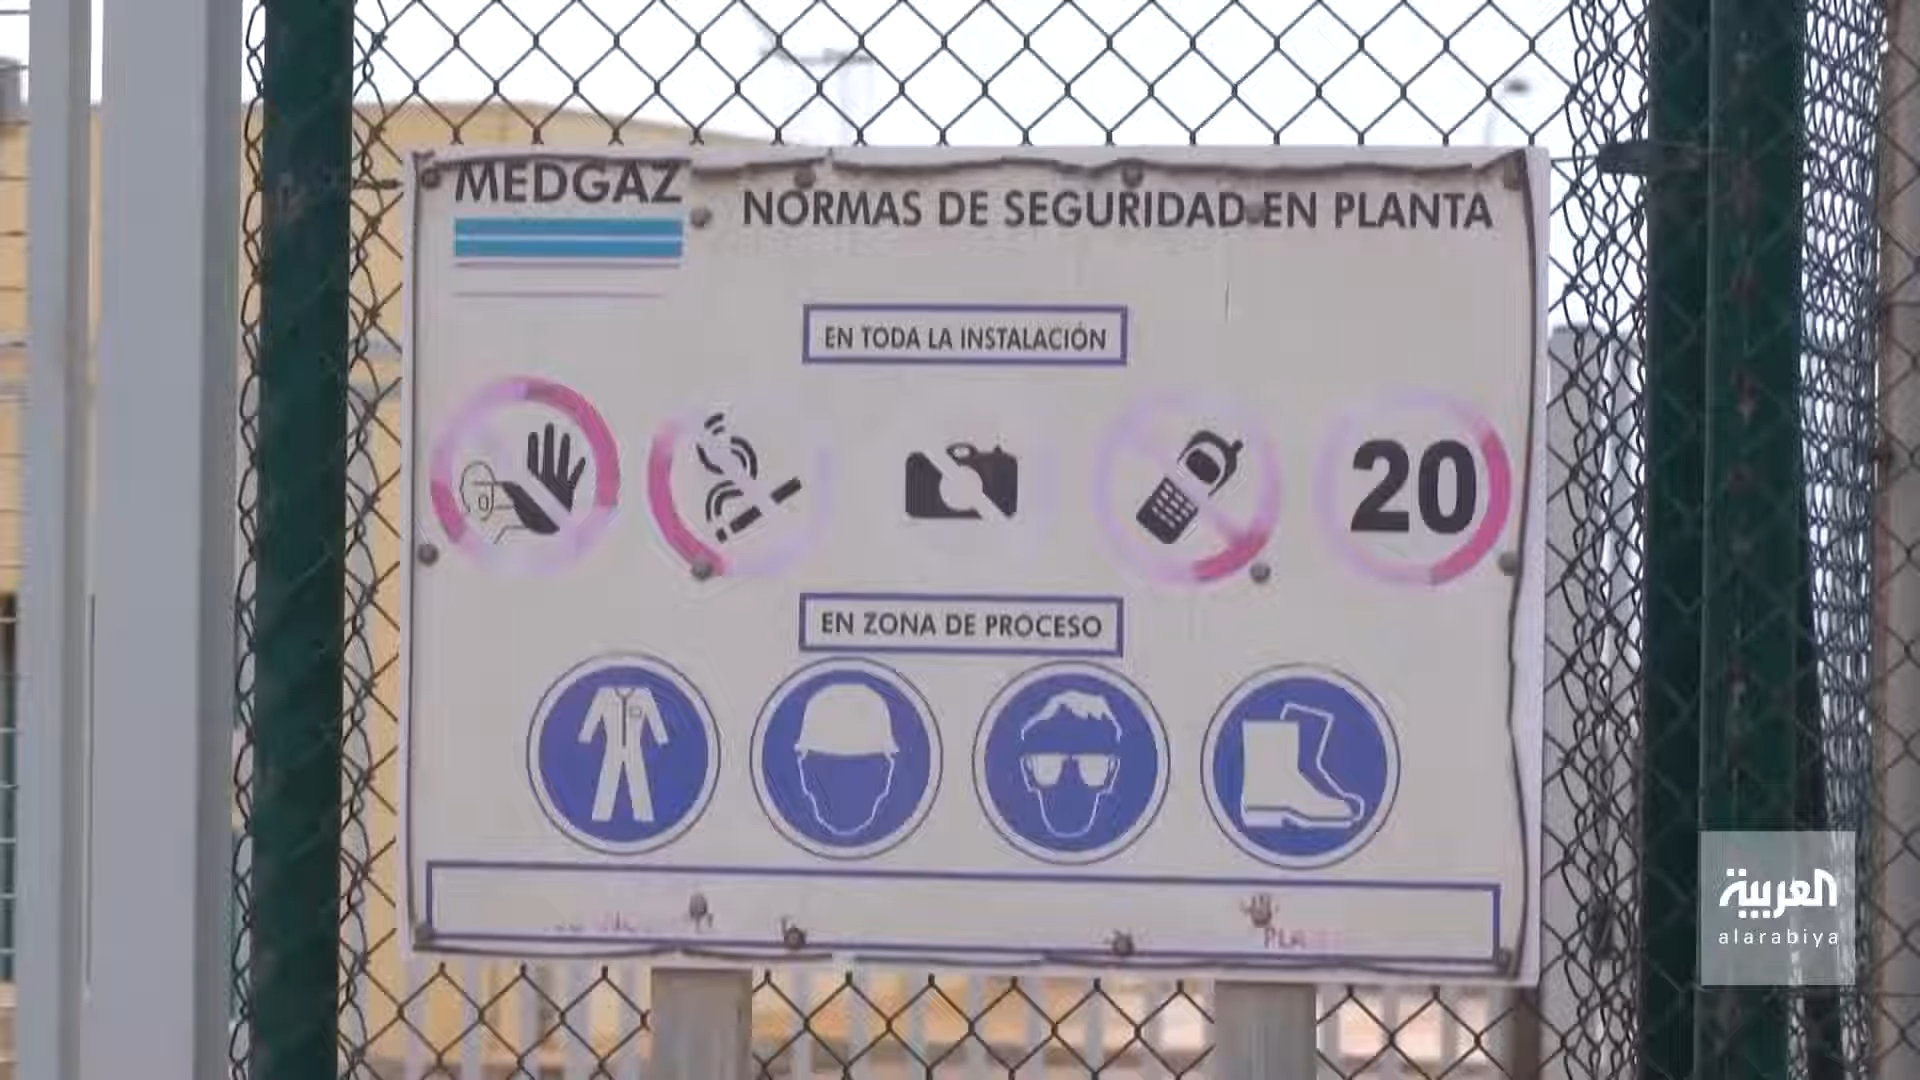 MEDGAZ
NORMAS DE SEGURIDAD EN PLANTA
EN TODA LA INSTALACIÓN
20
EN ZONA DE PROCESO
العربية
alarabiya